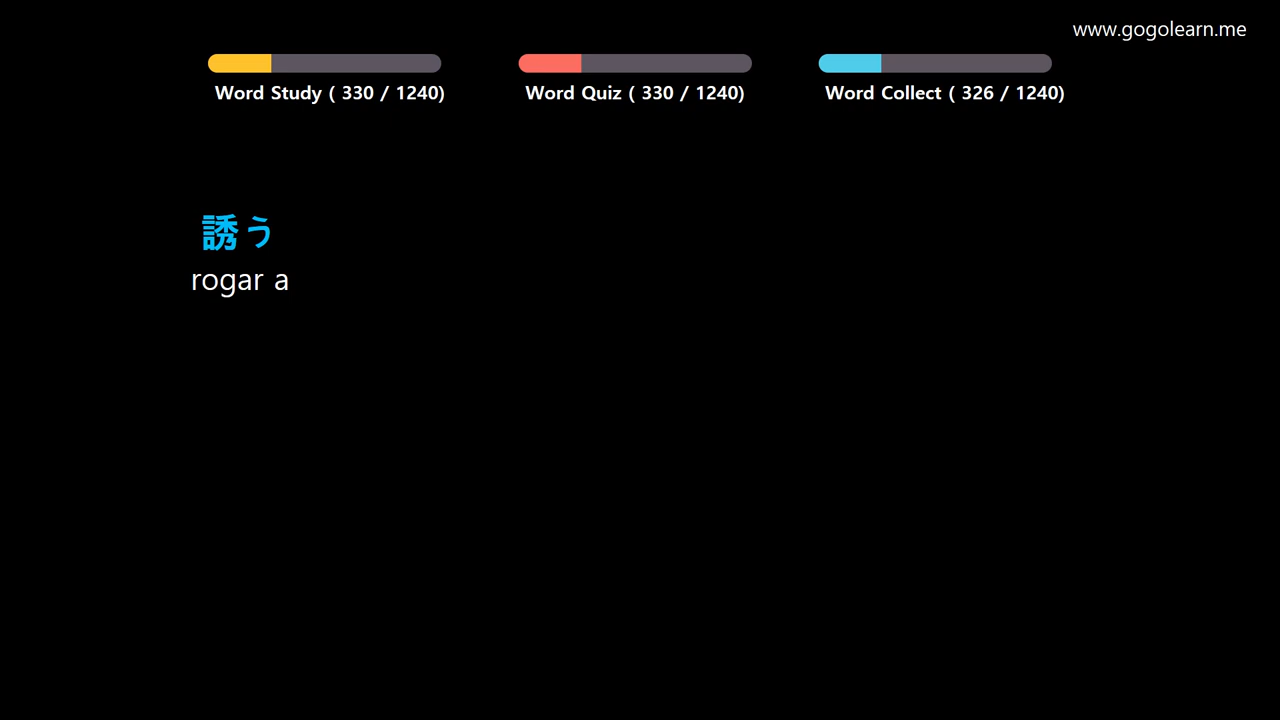 www.gogolearn.me
Word Study ( 330 / 1240)
Word Quiz ( 330 / 1240)
Word Collect ( 326 / 1240)
誘う
rogar a